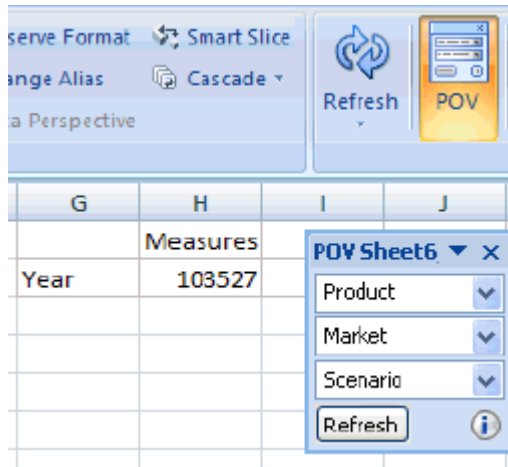 serve Format Smart Slice
ange Alias Cascade
a Perspective
Refresh POV
G H I J
Measures
Year 103527
POV Sheet6
Product
Market
Scenario
Refresh